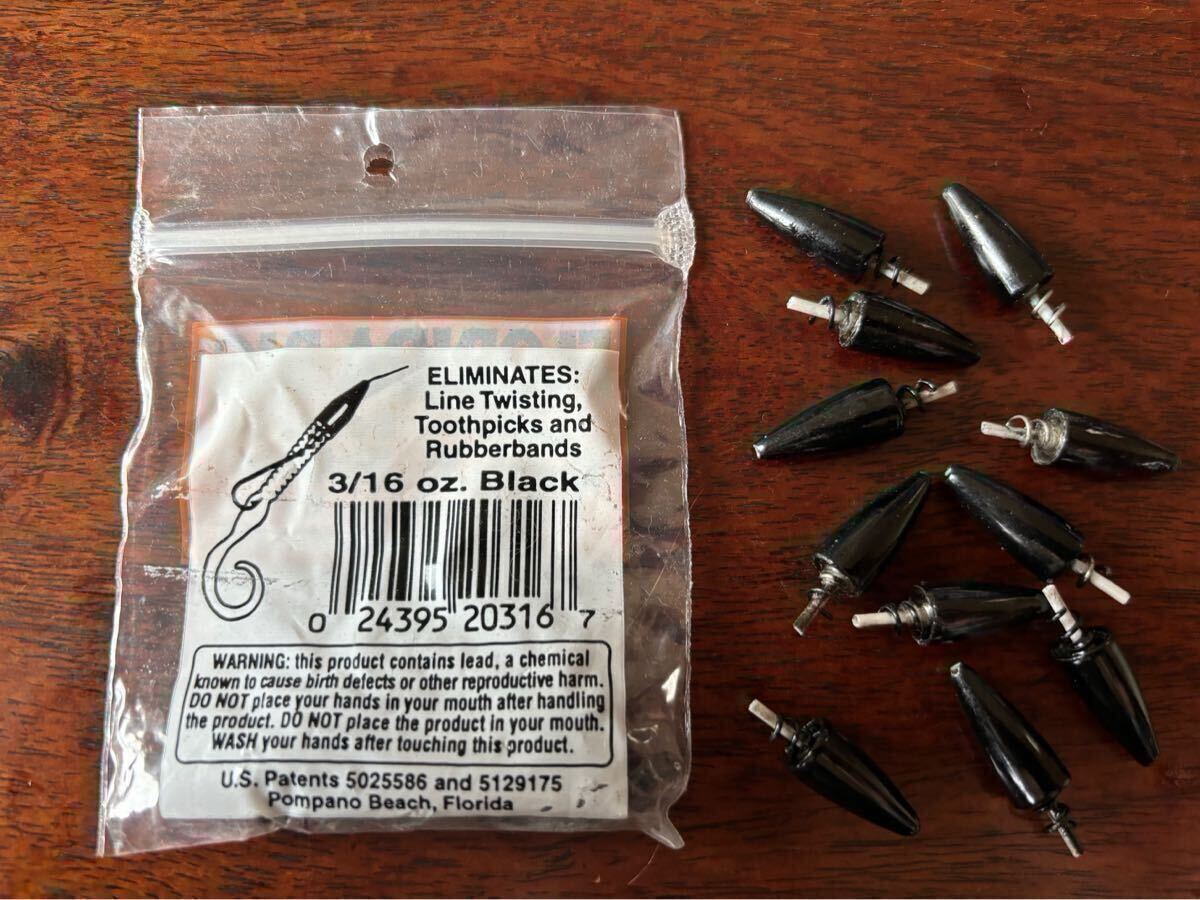 ELIMINATES:
Line Twisting,
Toothpicks and
Rubberbands
3/16 oz. Black
0 24395 20316 7
WARNING: this product contains lead, a chemical
known to cause birth defects or other reproductive harm.
DO NOT place your hands in your mouth after handling
the product. DO NOT place the product in your mouth.
WASH your hands after touching this product.
U.S. Patents 5025586 and 5129175
Pompano Beach, Florida